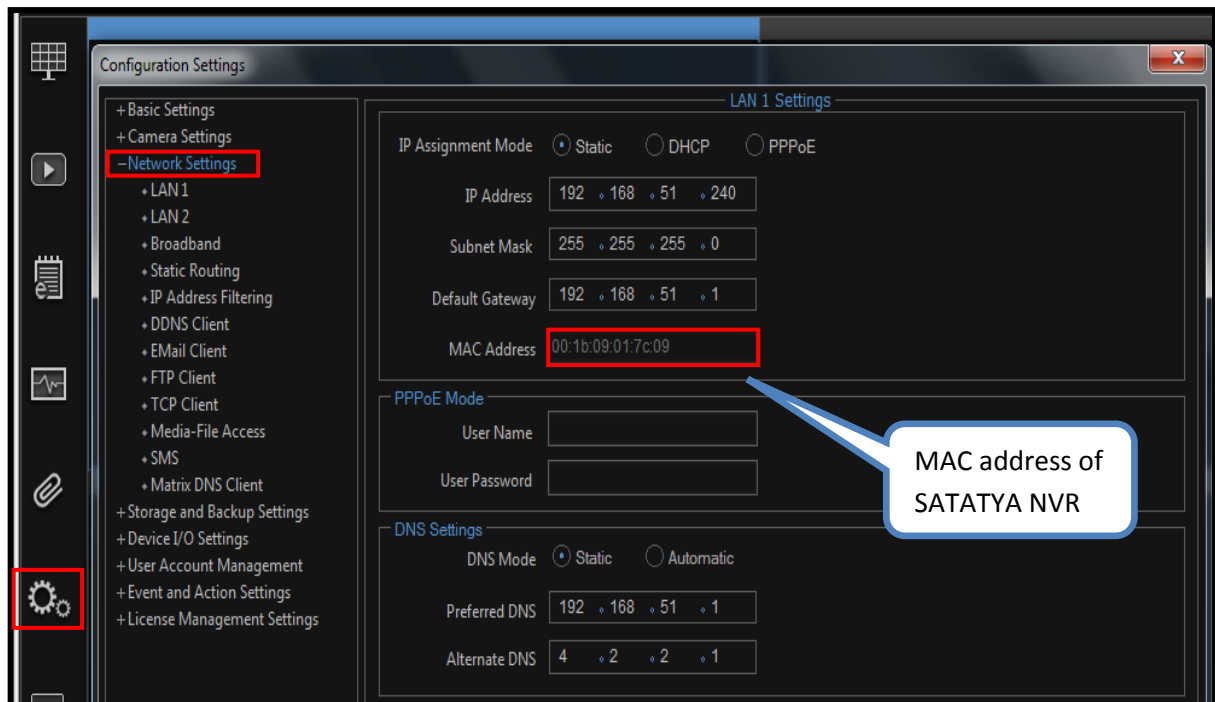 Configuration Settings
X
+Basic Settings
+Camera Settings
−Network Settings
LAN 1
LAN 2
Broadband
Static Routing
IP Address Filtering
DDNS Client
EMail Client
FTP Client
TCP Client
Media-File Access
SMS
Matrix DNS Client
+Storage and Backup Settings
+Device I/O Settings
+User Account Management
+Event and Action Settings
+License Management Settings
LAN 1 Settings
IP Assignment Mode Static DHCP PPPoE
IP Address 192 . 168 . 51 . 240
Subnet Mask 255 . 255 . 255 . 0
Default Gateway 192 . 168 . 51 . 1
MAC Address 00:1b:09:01:7c:09
PPPoE Mode
User Name
User Password
MAC address of
SATATYA NVR
DNS Settings
DNS Mode Static Automatic
Preferred DNS 192 . 168 . 51 . 1
Alternate DNS 4 . 2 . 2 . 1
e